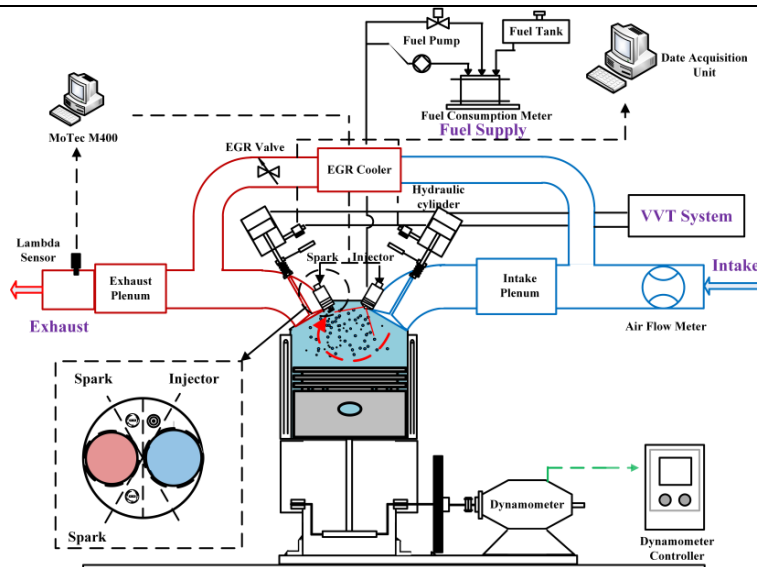 Fuel Pump
Fuel Tank
Date Acquisition
Unit
MoTec M400
Fuel Consumption Meter
Fuel Supply
EGR Valve
EGR Cooler
Hydraulic
cylinder
VVT System
Lambda
Sensor
Spark
Injector
Exhaust
Plenum
Intake
Plenum
Intake
Exhaust
Air Flow Meter
Spark
Injector
Spark
Dynamometer
Dynamometer
Controller